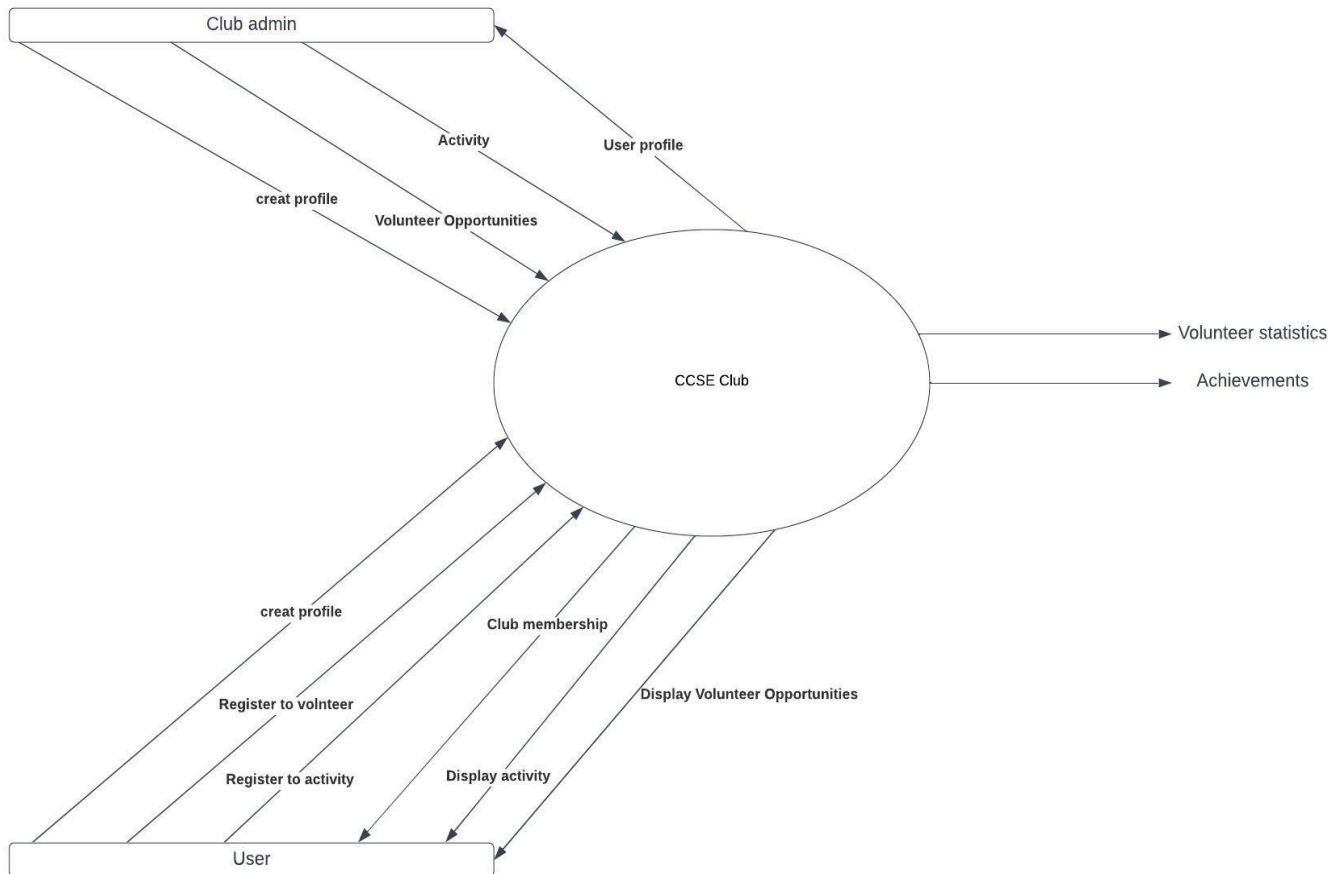 Club admin
Activity
User profile
creat profile
Volunteer Opportunities
Volunteer statistics
CCSE Club
Achievements
creat profile
Club membership
Display Volunteer Opportunities
Register to volnteer
Display activity
Register to activity
User